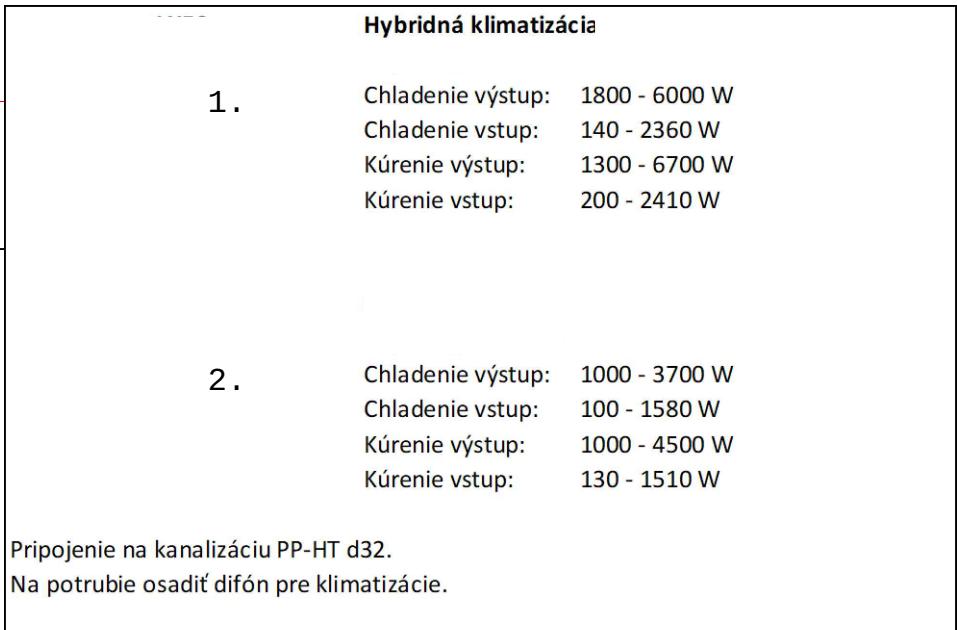 Hybridná klimatizácia
1. Chladenie výstup: 1800 - 6000 W
Chladenie vstup: 140 - 2360 W
Kúrenie výstup: 1300 - 6700 W
Kúrenie vstup: 200 - 2410 W
2. Chladenie výstup: 1000 - 3700 W
Chladenie vstup: 100 - 1580 W
Kúrenie výstup: 1000 - 4500 W
Kúrenie vstup: 130 - 1510 W
Pripojenie na kanalizáciu PP-HT d32.
Na potrubie osadiť difón pre klimatizácie.